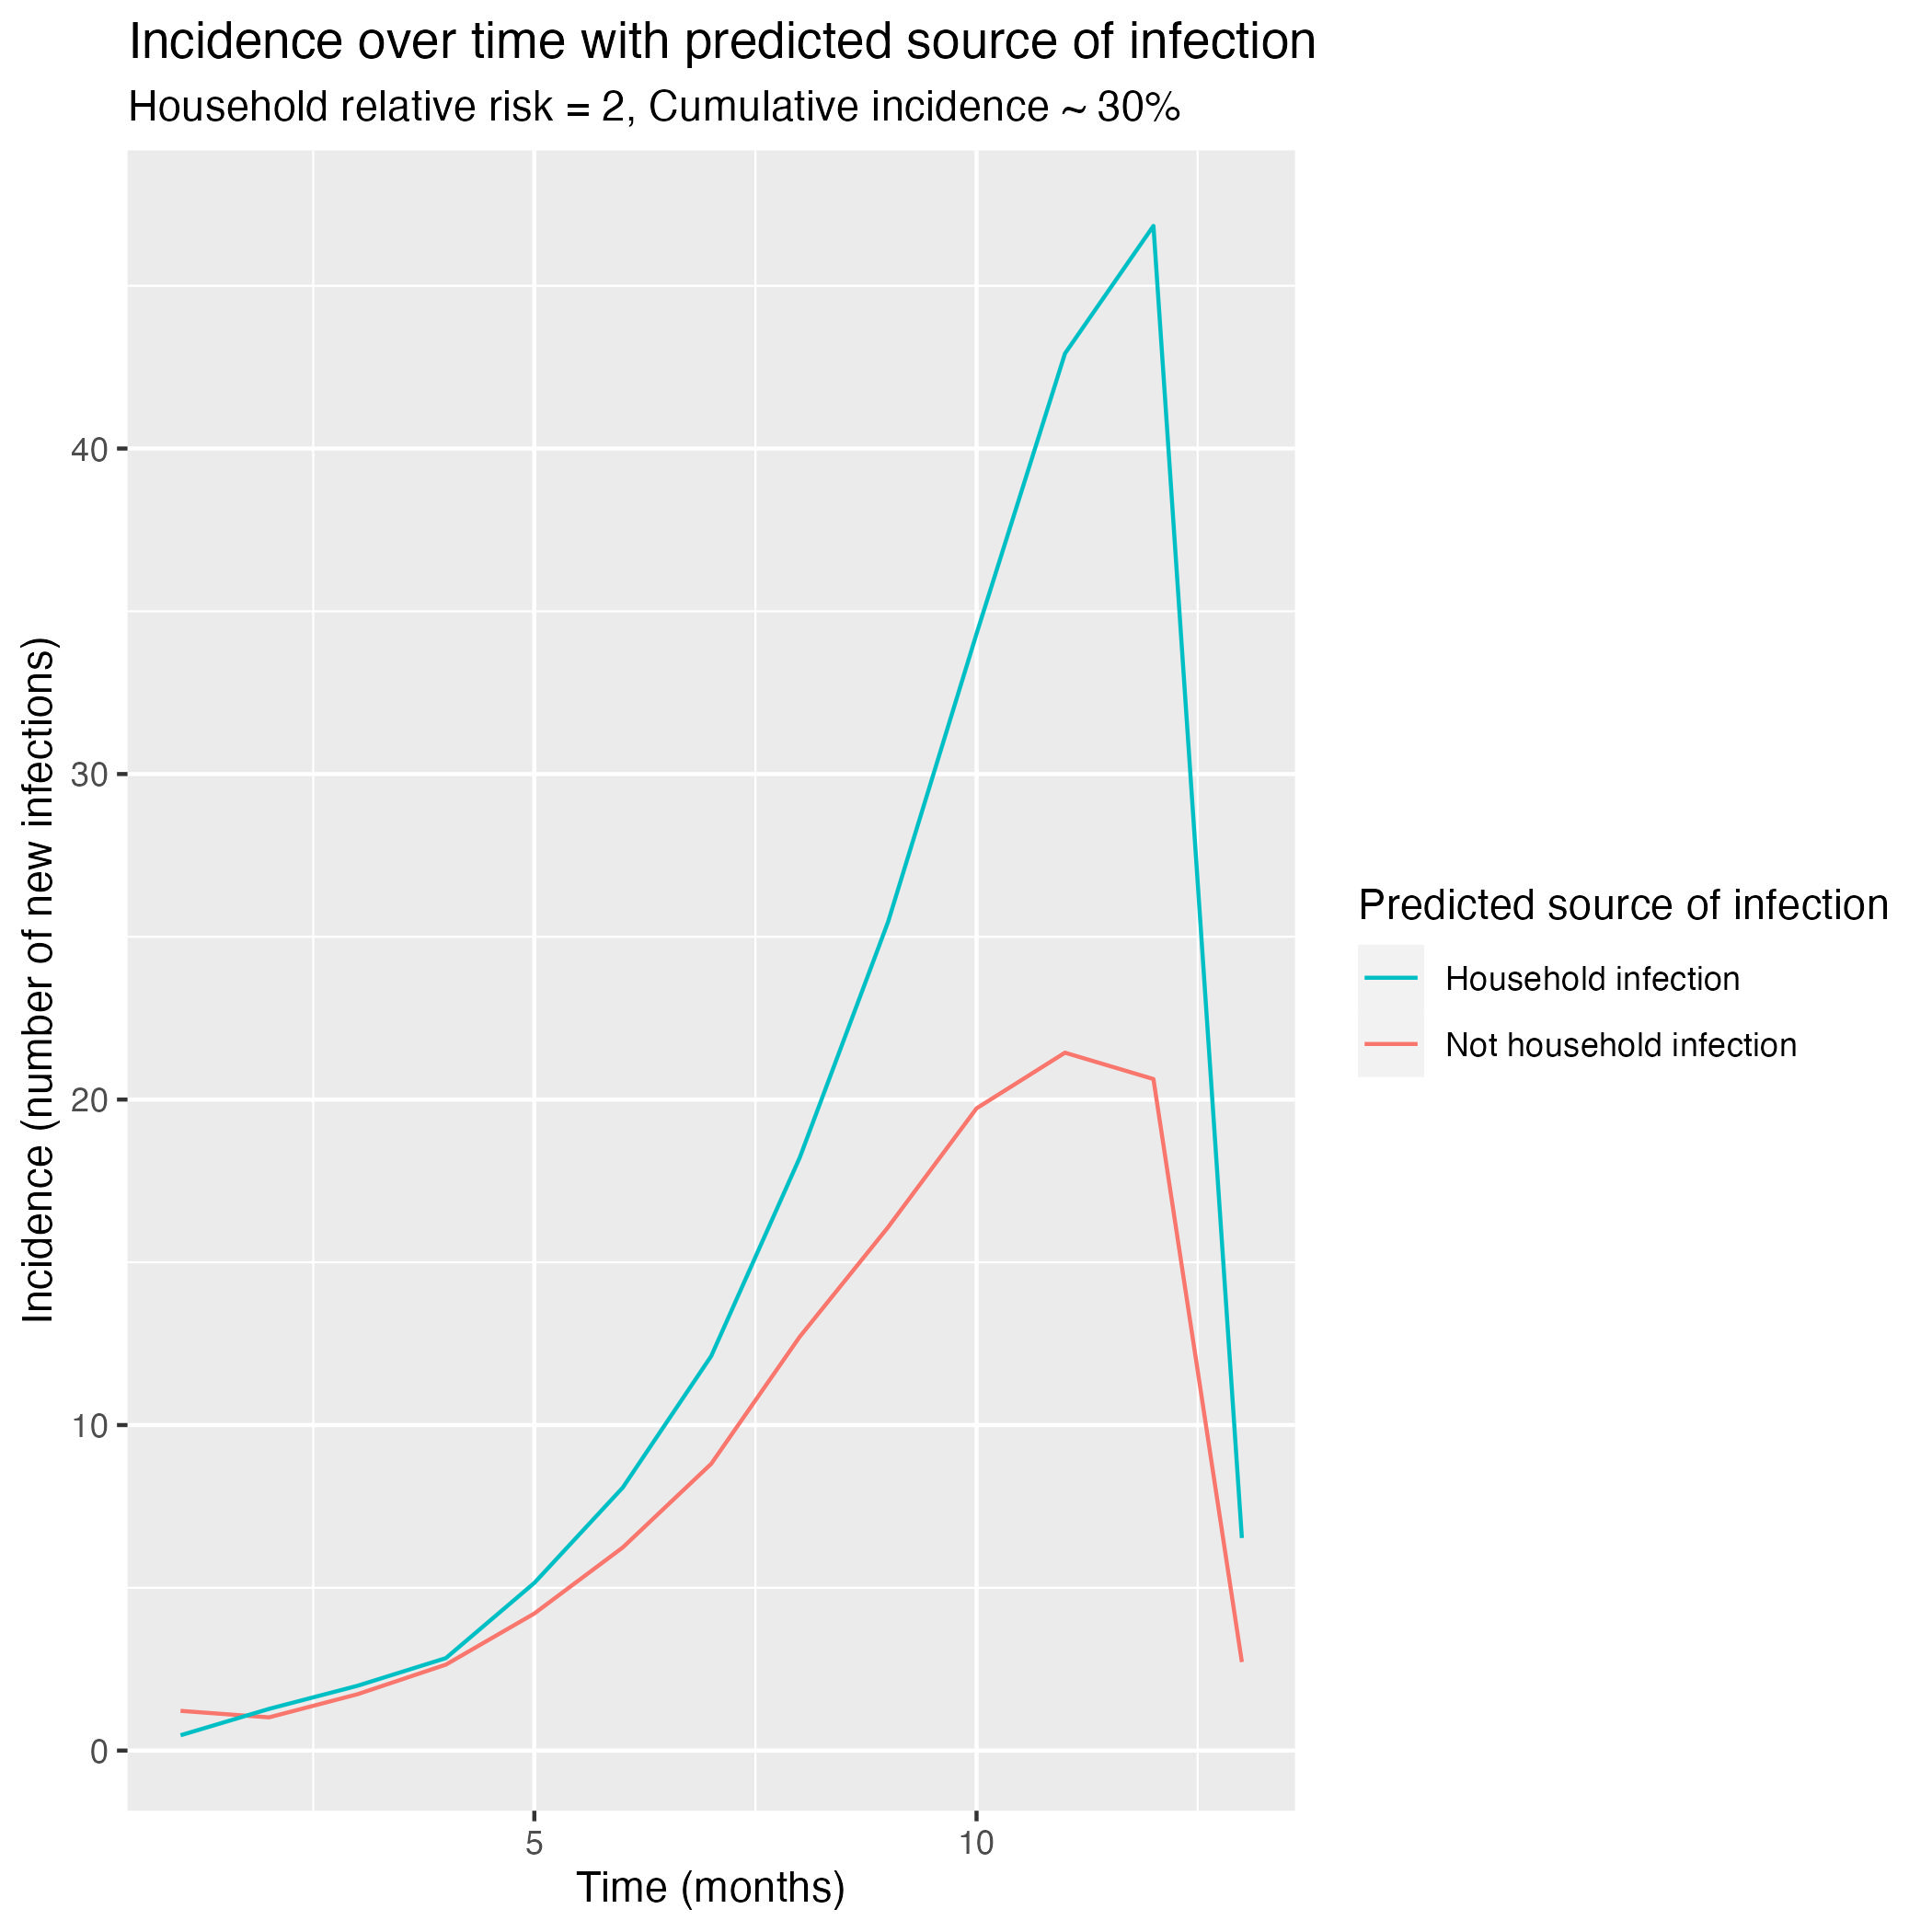 Incidence over time with predicted source of infection
Household relative risk = 2, Cumulative incidence ~ 30%
Incidence (number of new infections)
40
30
20
10
0
5
10
Time (months)
Predicted source of infection
Household infection
Not household infection